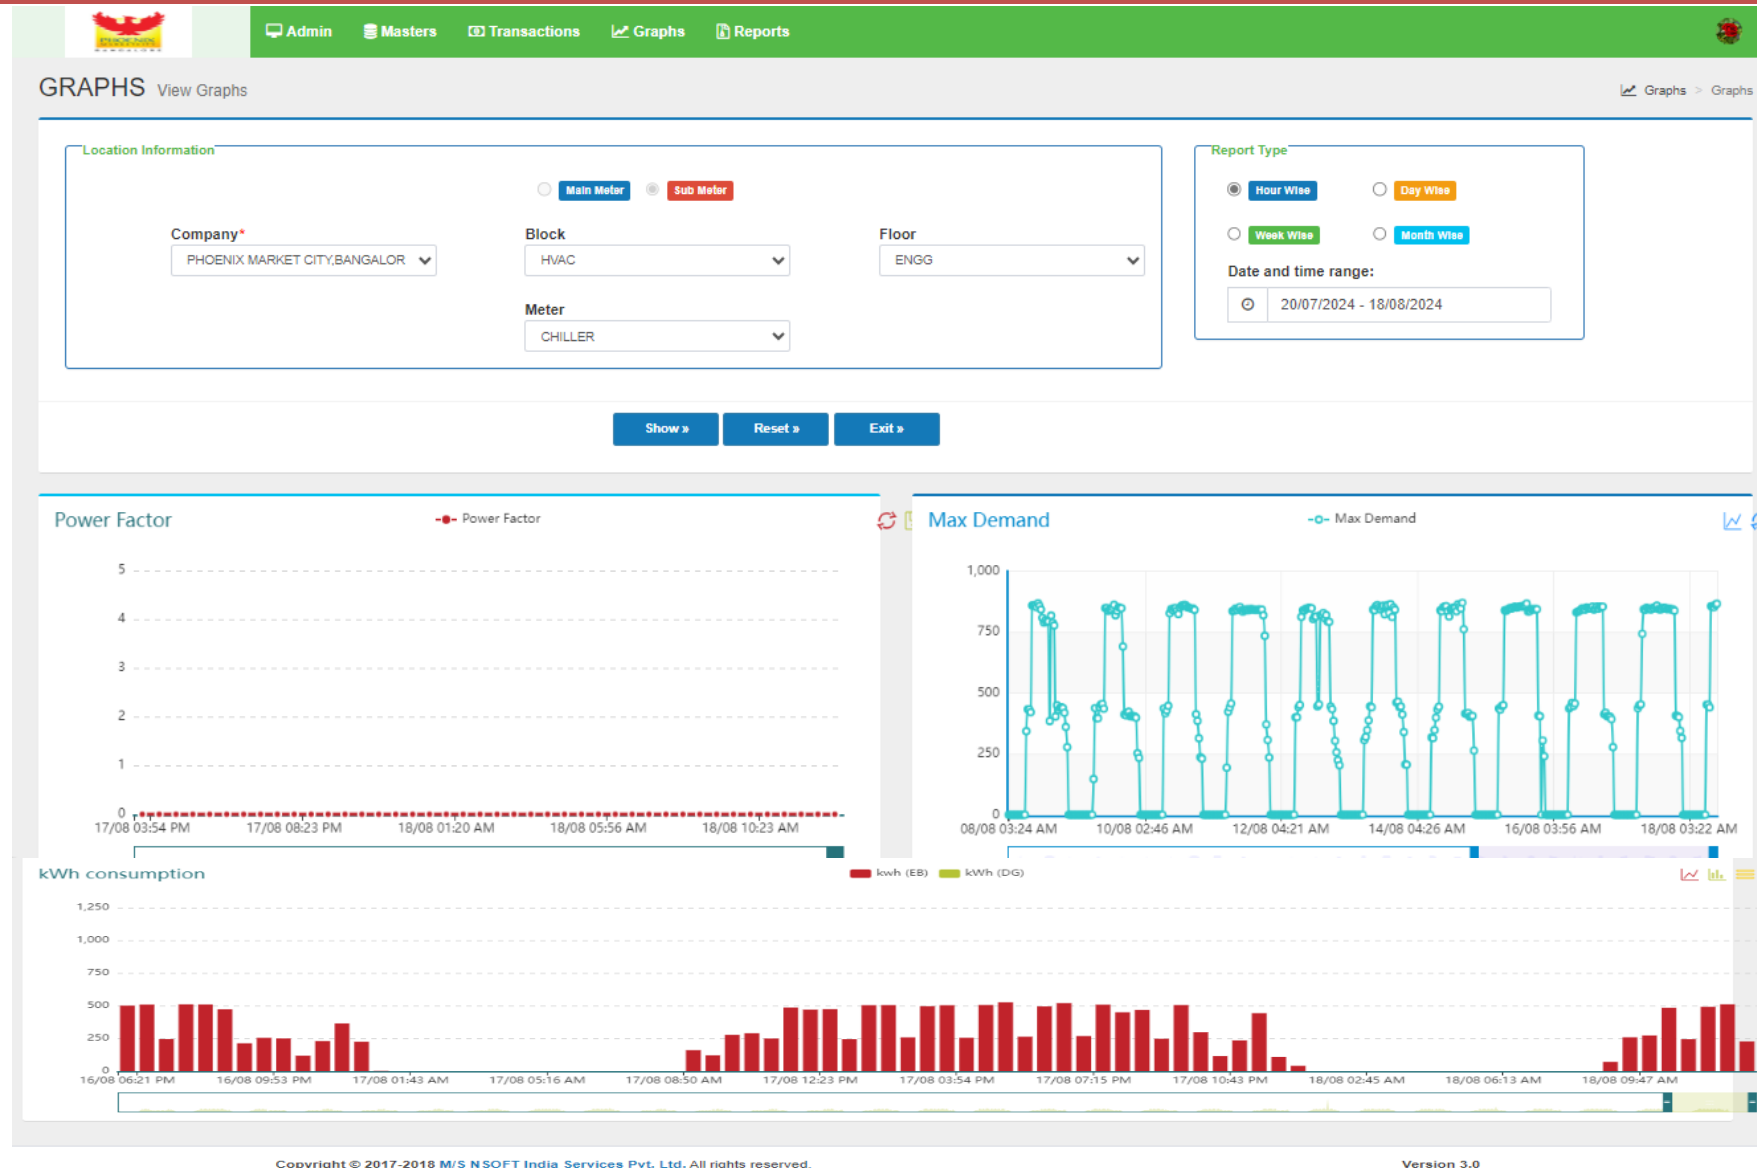 PHOENIX
MARKETCITY
BANGALORE
Admin Masters Transactions Graphs Reports
GRAPHS View Graphs
Graphs > Graphs
Location Information
Main Meter Sub Meter
Company* Block Floor
PHOENIX MARKET CITY,BANGALOR HVAC ENGG
Meter
CHILLER
Report Type
Hour Wise Day Wise
Week Wise Month Wise
Date and time range:
20/07/2024 - 18/08/2024
Show » Reset » Exit »
Power Factor
Power Factor
5
4
3
2
1
0
17/08 03:54 PM 17/08 08:23 PM 18/08 01:20 AM 18/08 05:56 AM 18/08 10:23 AM
Max Demand
Max Demand
1,000
750
500
250
0
08/08 03:24 AM 10/08 02:46 AM 12/08 04:21 AM 14/08 04:26 AM 16/08 03:56 AM 18/08 03:22 AM
kWh consumption
kwh (EB) kWh (DG)
1,250
1,000
750
500
250
0
16/08 06:21 PM 16/08 09:53 PM 17/08 01:43 AM 17/08 05:16 AM 17/08 08:50 AM 17/08 12:23 PM 17/08 03:54 PM 17/08 07:15 PM 17/08 10:43 PM 18/08 02:45 AM 18/08 06:13 AM 18/08 09:47 AM
Copyright © 2017-2018 M/S NSOFT India Services Pvt. Ltd. All rights reserved.
Version 3.0